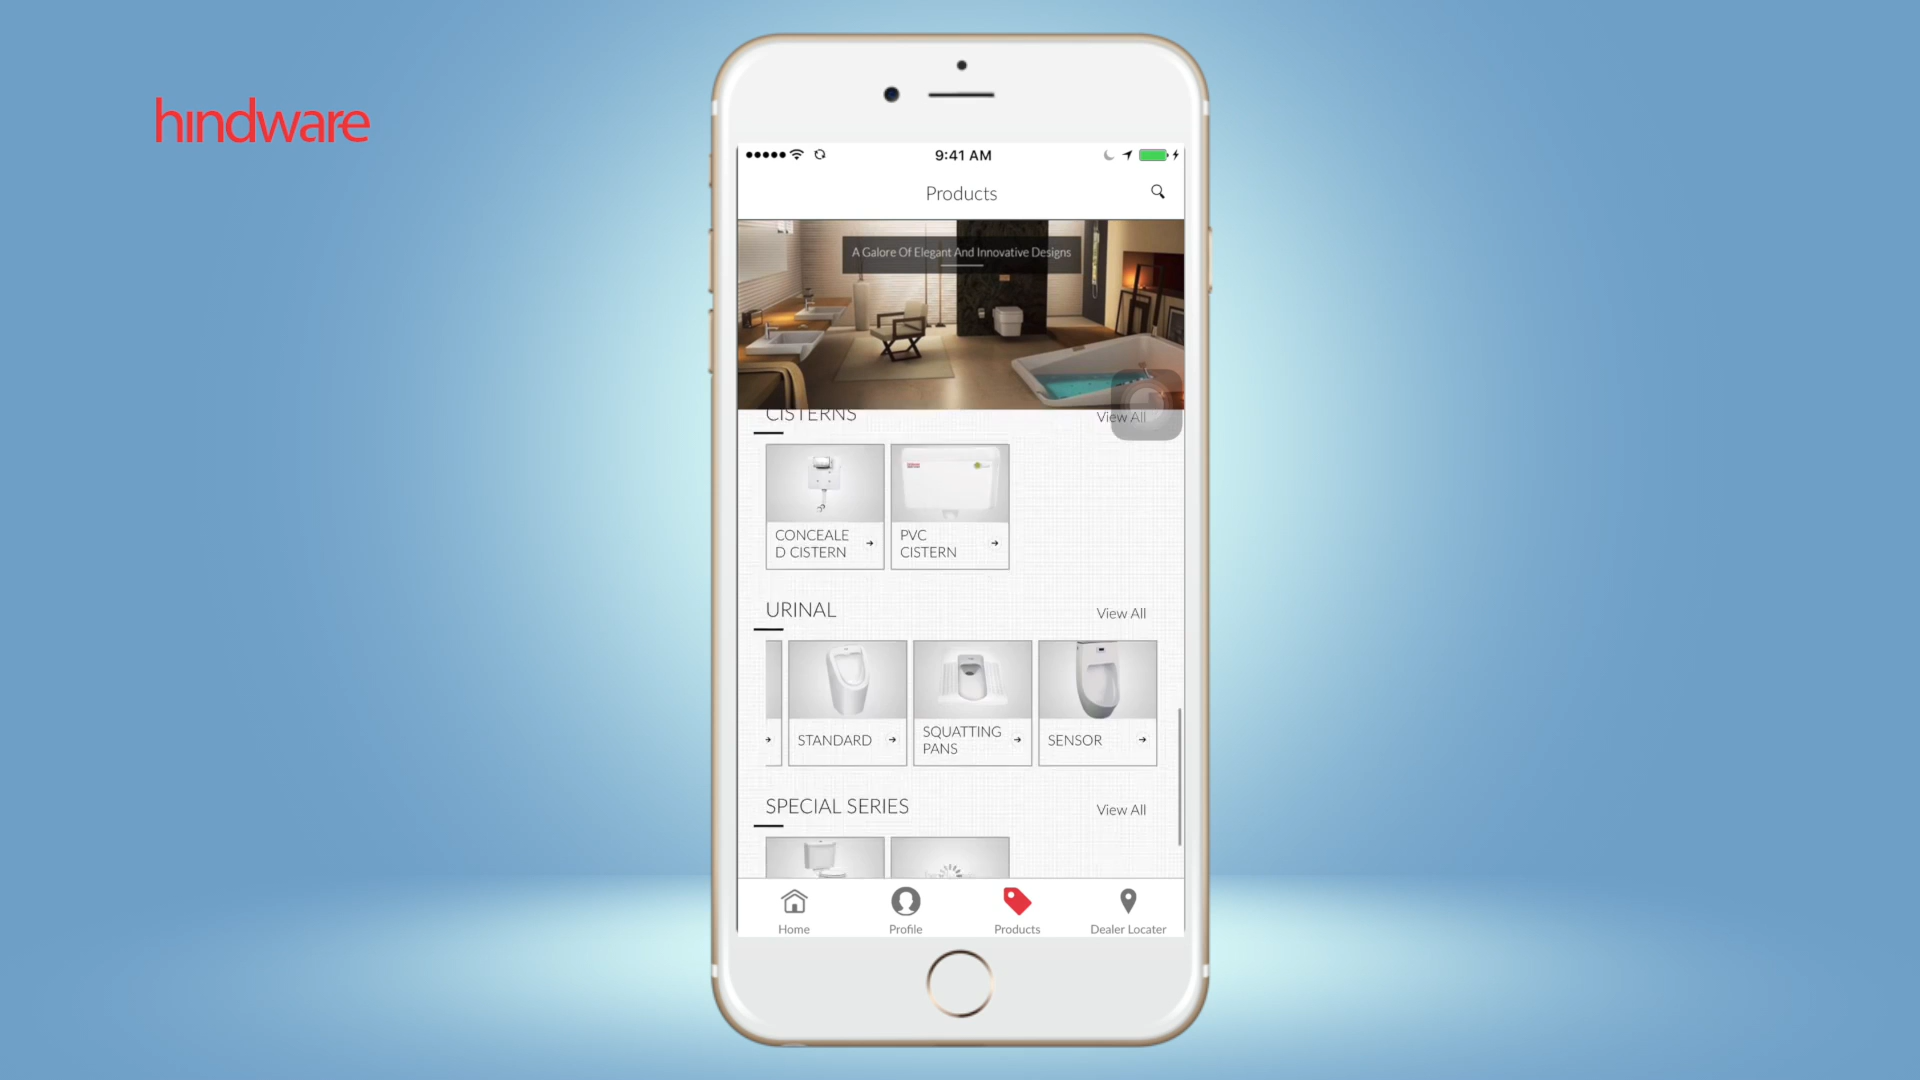 hindware
9:41 AM
Products
A Galore Of Elegant And Innovative Designs
CISTERNS
View All
CONCEALE
D CISTERN
PVC
CISTERN
URINAL
View All
STANDARD
SQUATTING
PANS
SENSOR
SPECIAL SERIES
View All
Home
Profile
Products
Dealer Locater